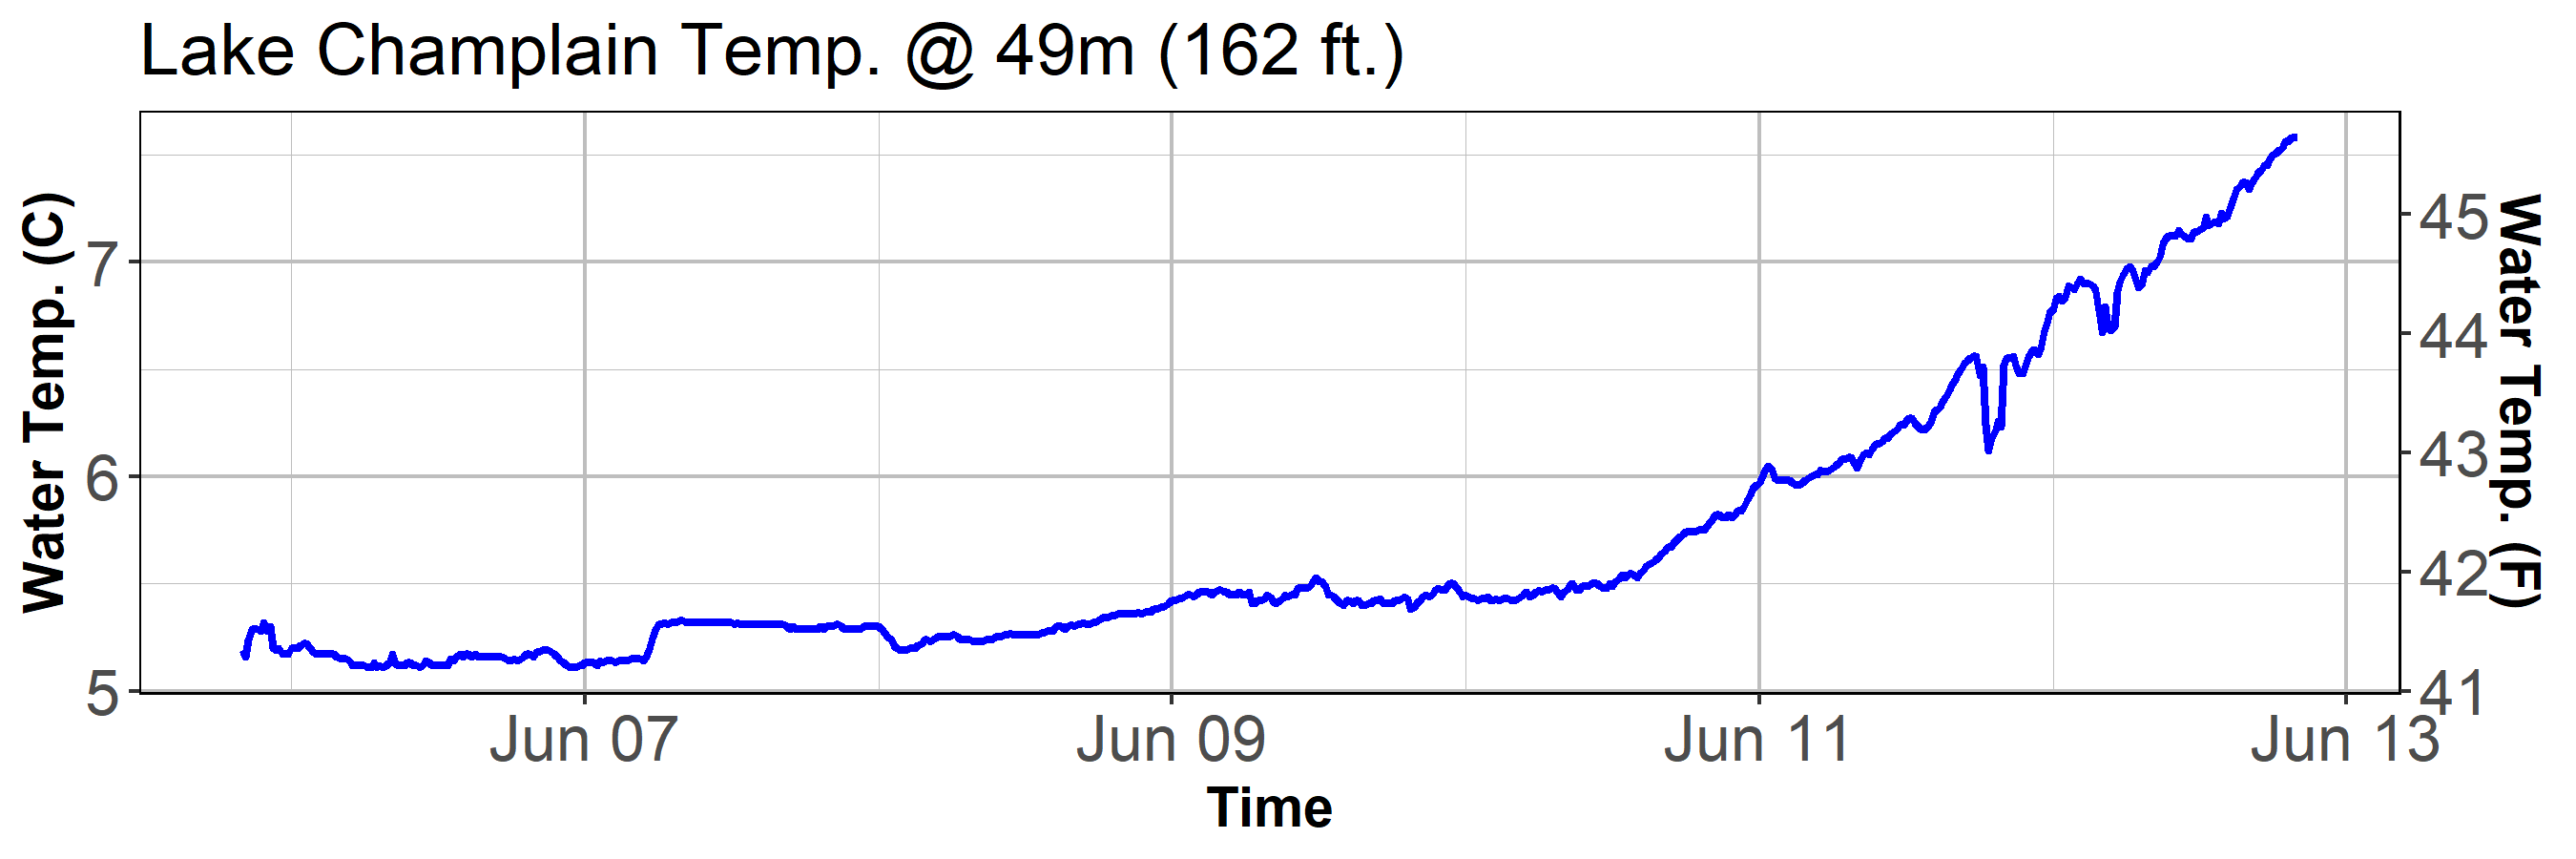 Lake Champlain Temp. @ 49m (162 ft.)
Water Temp. (C)
7
6
5
45
44
43
42
41
Water Temp. (F)
Jun 07 Jun 09 Jun 11 Jun 13
Time